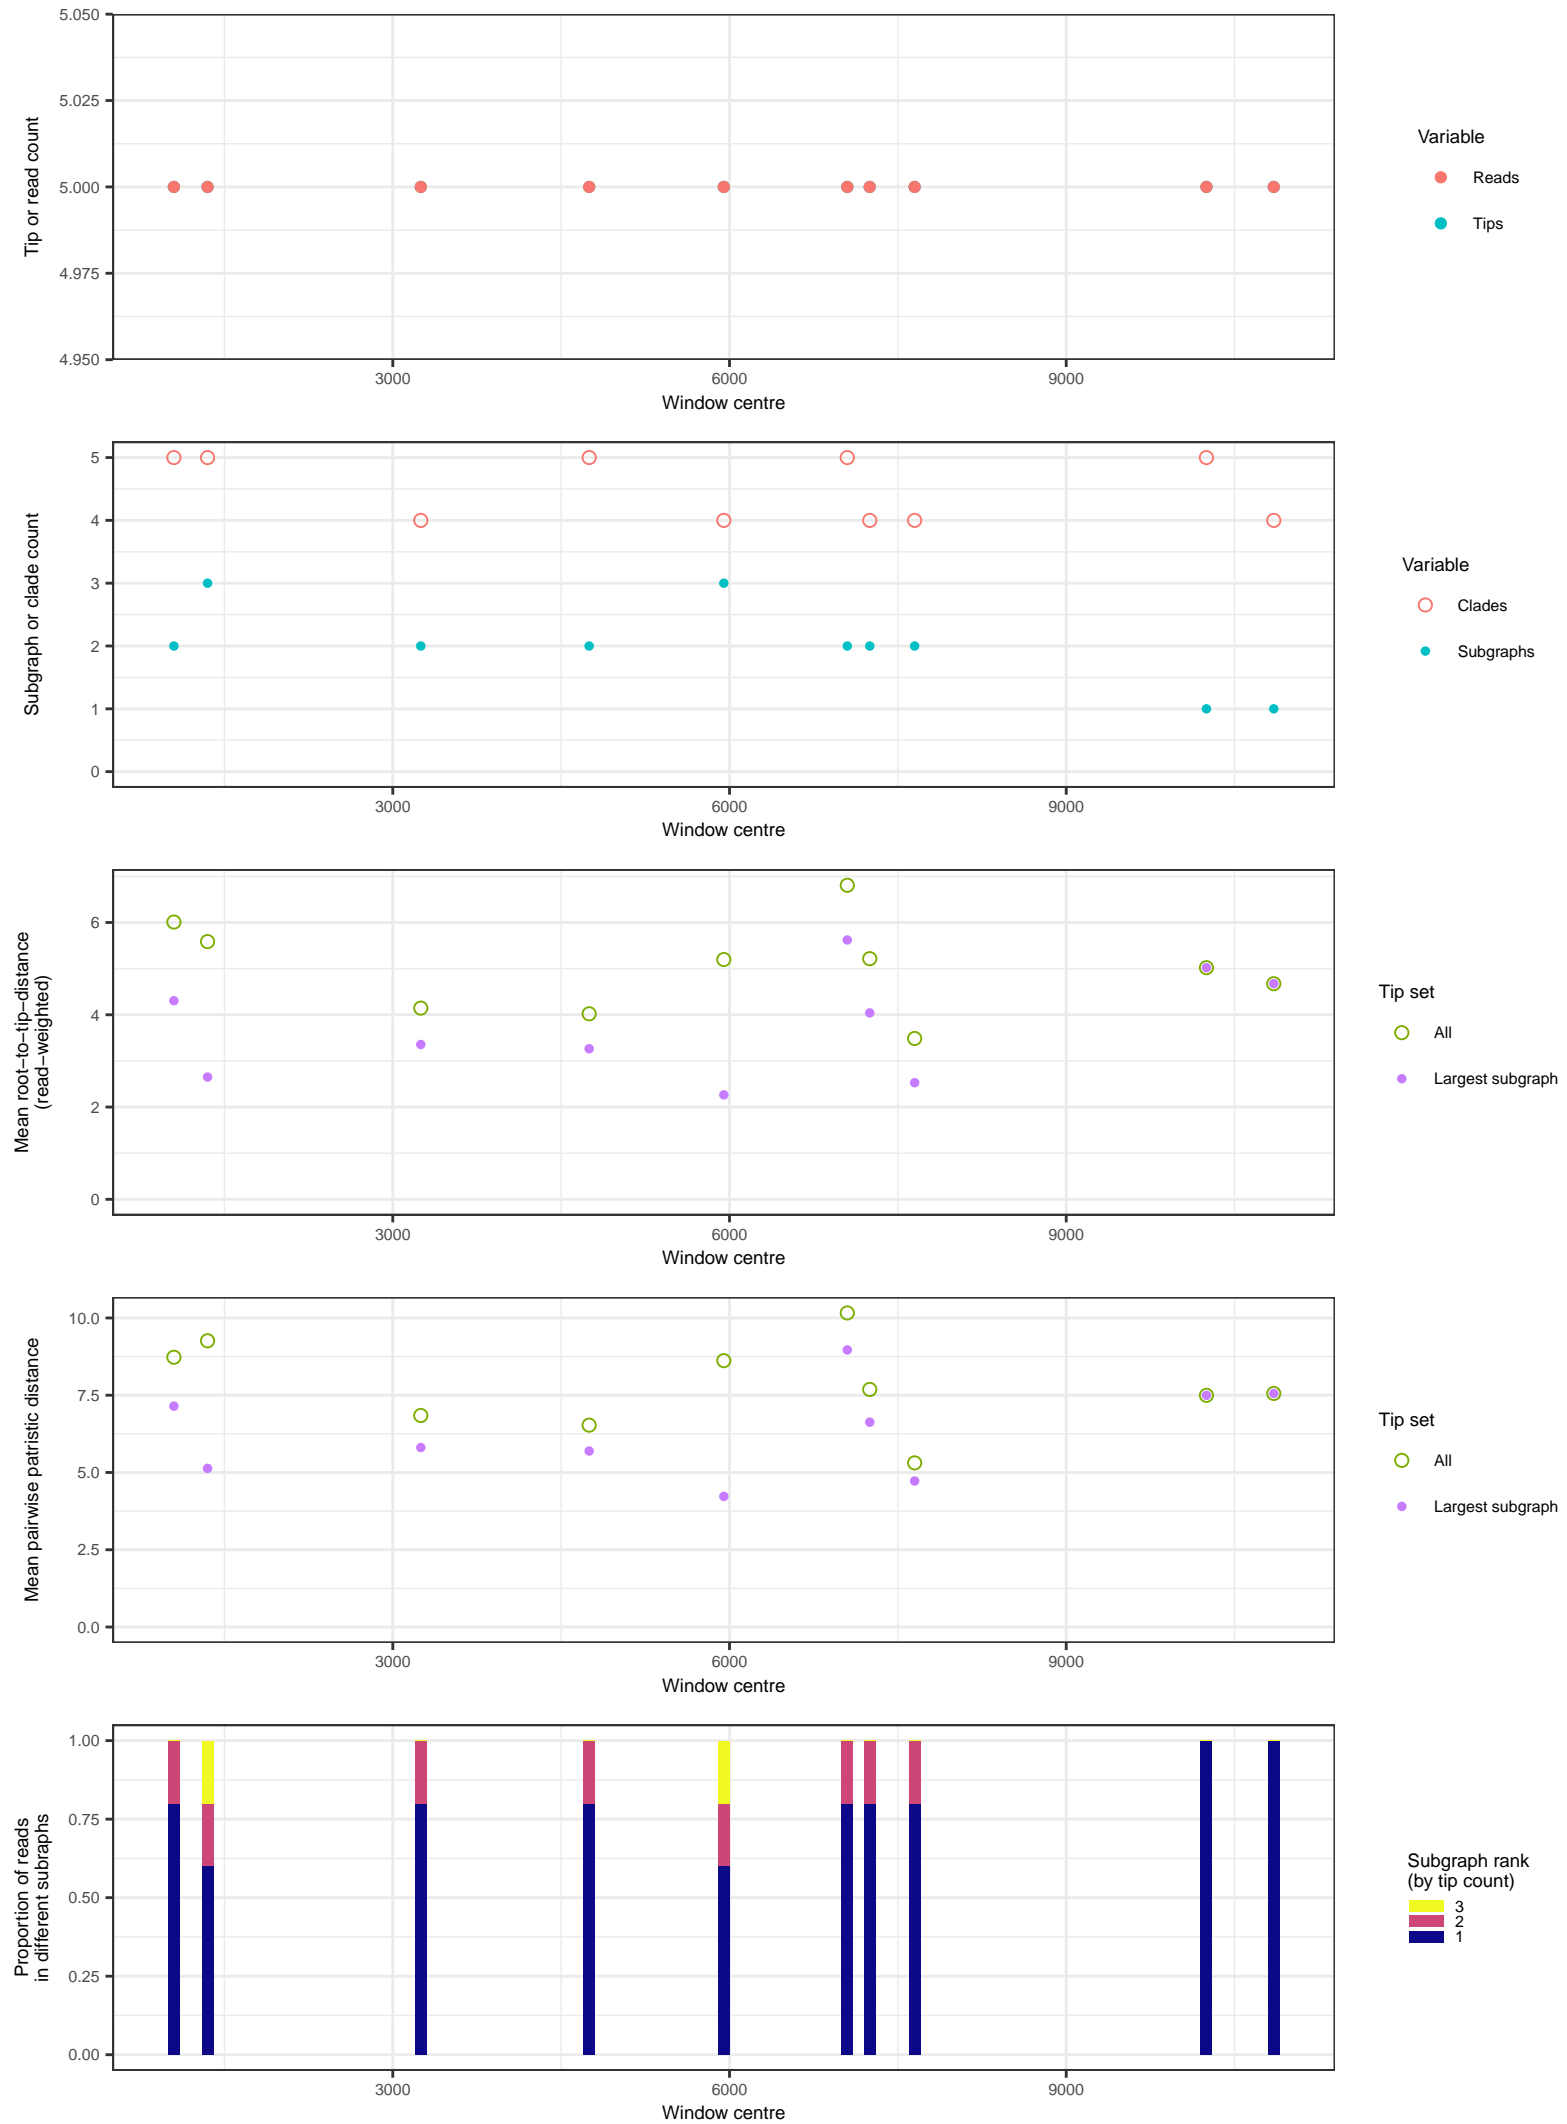 5.050
5.025
5.000
4.975
4.950
Tip or read count
3000
6000
9000
Window centre
Variable
Reads
Tips
5
4
3
2
1
0
Subgraph or clade count
3000
6000
9000
Window centre
Variable
Clades
Subgraphs
6
4
2
0
Mean root−to−tip−distance
(read−weighted)
3000
6000
9000
Window centre
Tip set
All
Largest subgraph
10.0
7.5
5.0
2.5
0.0
Mean pairwise patristic distance
3000
6000
9000
Window centre
Tip set
All
Largest subgraph
1.00
0.75
0.50
0.25
0.00
Proportion of reads
in different subraphs
3000
6000
9000
Window centre
Subgraph rank
(by tip count)
3
2
1